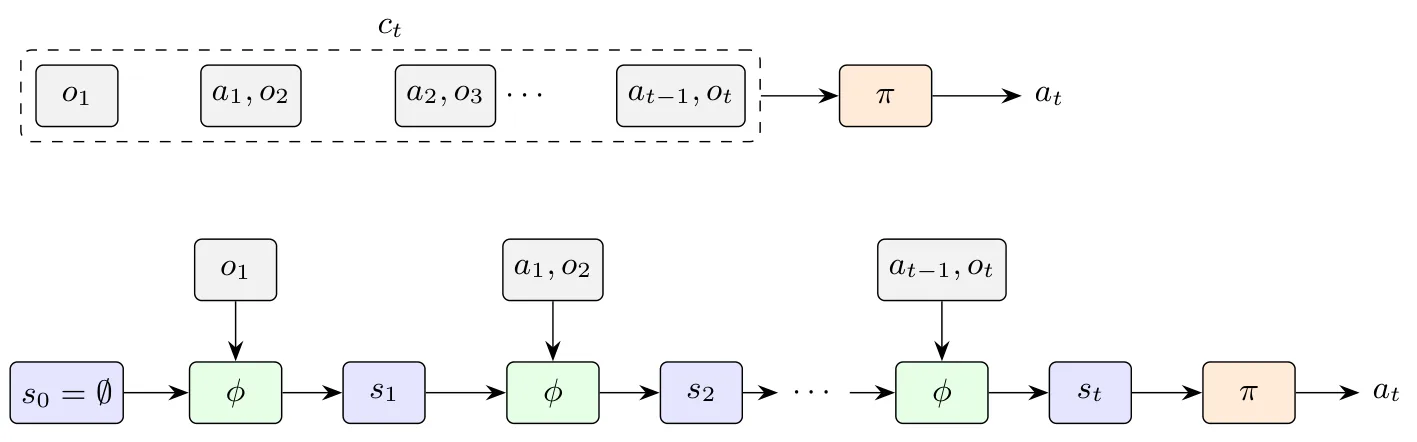 c_t
o_1 a_1, o_2 a_2, o_3 ··· a_{t−1}, o_t π a_t
o_1 a_1, o_2 a_{t−1}, o_t
s_0 = ∅ ϕ s_1 ϕ s_2 ··· ϕ s_t π a_t